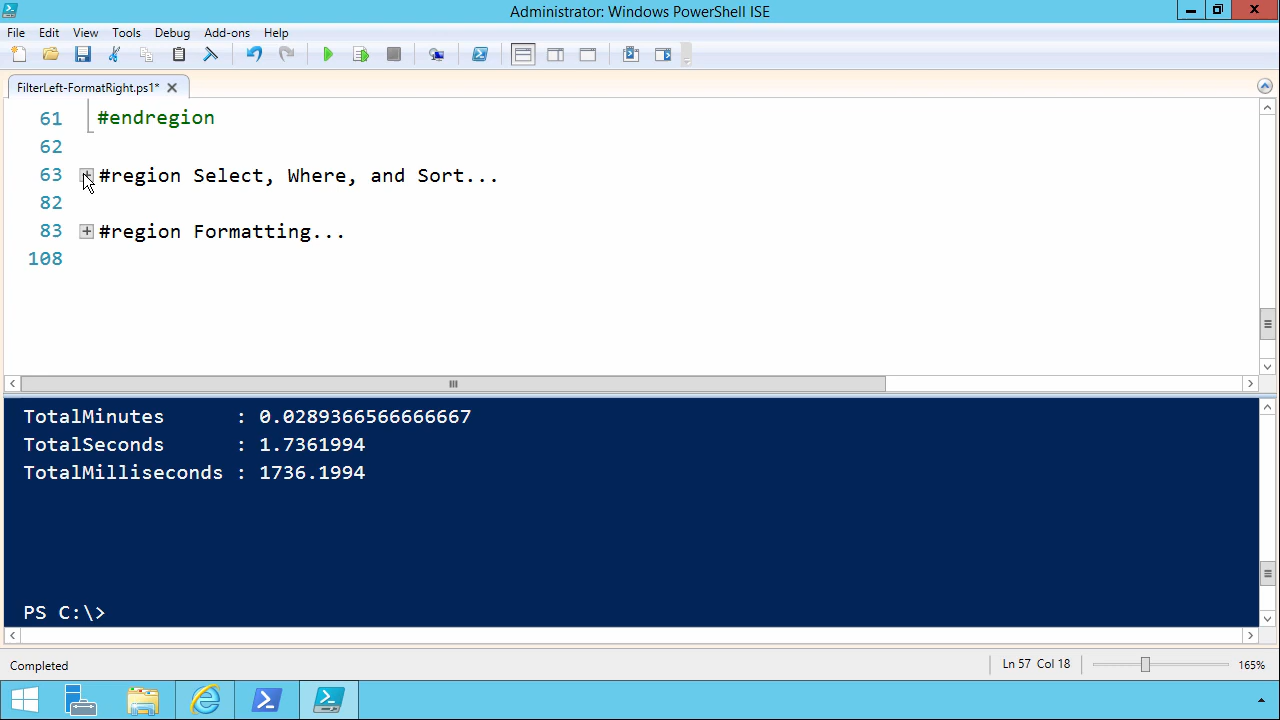 Administrator: Windows PowerShell ISE
File Edit View Tools Debug Add-ons Help
FilterLeft-FormatRight.ps1*
61 #endregion
62
63 #region Select, Where, and Sort...
82
83 #region Formatting...
108
TotalMinutes : 0.0289366566666667
TotalSeconds : 1.7361994
TotalMilliseconds : 1736.1994
PS C:\>
Completed Ln 57 Col 18 165%